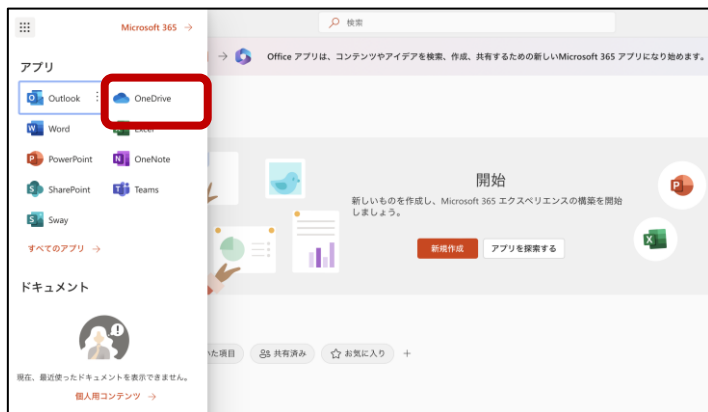 Microsoft 365 →
検索
→ Office アプリは、コンテンツやアイデアを検索、作成、共有するための新しいMicrosoft 365 アプリになり始めます。
アプリ
Outlook
OneDrive
Word
Excel
PowerPoint
OneNote
SharePoint
Teams
Sway
すべてのアプリ →
開始
新しいものを作成し、Microsoft 365 エクスペリエンスの構築を開始
しましょう。
新規作成
アプリを探索する
ドキュメント
現在、最近使ったドキュメントを表示できません。
個人用コンテンツ →
いた項目
共有済み
お気に入り
+